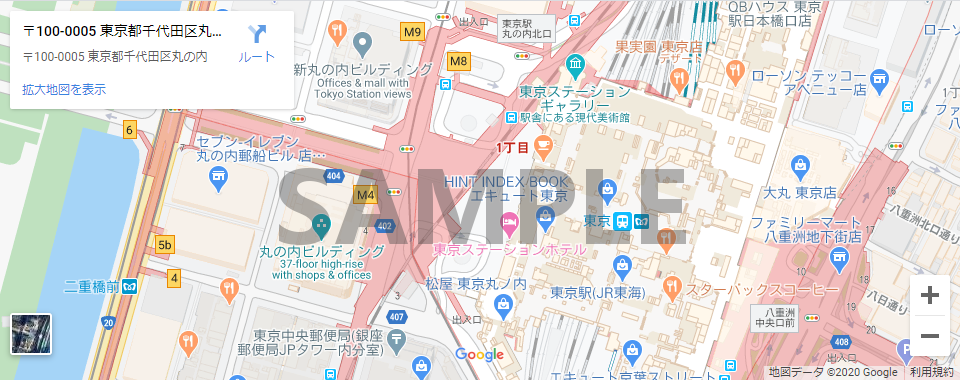 〒100-0005 東京都千代田区丸...
〒100-0005 東京都千代田区丸の内
ルート
拡大地図を表示
出入口
東京駅
丸の内北口
QBハウス 東京
駅日本橋口店
M9
M8
果実園 東京店
デザート
新丸の内ビルディング
Offices & mall with
Tokyo Station views
東京ステーション
ギャラリー
駅舎にある現代美術館
ローソン テッコー
アベニュー店
1丁
6
セブン-イレブン
丸の内郵船ビル 店...
1丁目
404
M4
SAMPLE
HINT INDEX/BOOK
エキュート東京
大丸 東京店
402
東京
ファミリーマート
八重洲地下街店
八重洲北口通り
5b
丸の内ビルディング
37-floor high-rise
with shops & offices
東京ステーションホテル
4
二重橋前
松屋 東京丸ノ内
東京駅(JR東海)
スターバックスコーヒー
八日通り
3
20
407
出入口
八重洲
中央口前
東京中央郵便局(銀座
郵便局JPタワー内分室)
408
出入口
Google
エキュート京葉ストリート
地図データ ©2020 Google
利用規約